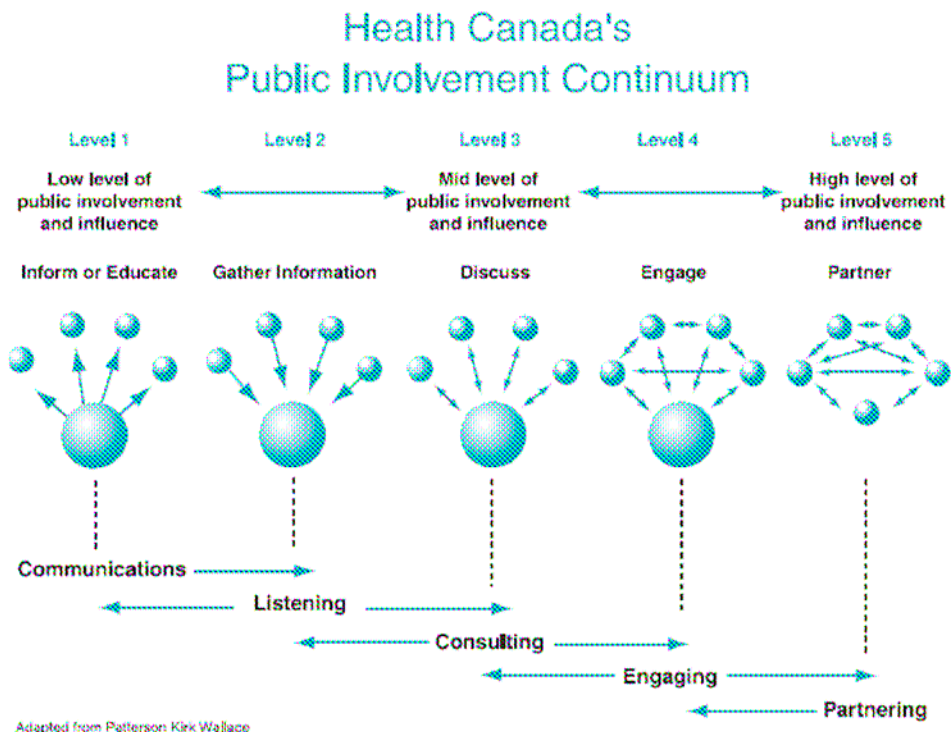 Health Canada's
Public Involvement Continuum
Level 1
Level 2
Level 3
Level 4
Level 5
Low level of
public involvement
and influence
Mid level of
public involvement
and influence
High level of
public involvement
and influence
Inform or Educate
Gather Information
Discuss
Engage
Partner
Communications
Listening
Consulting
Engaging
Partnering
Adapted from Patterson Kirk Wallace